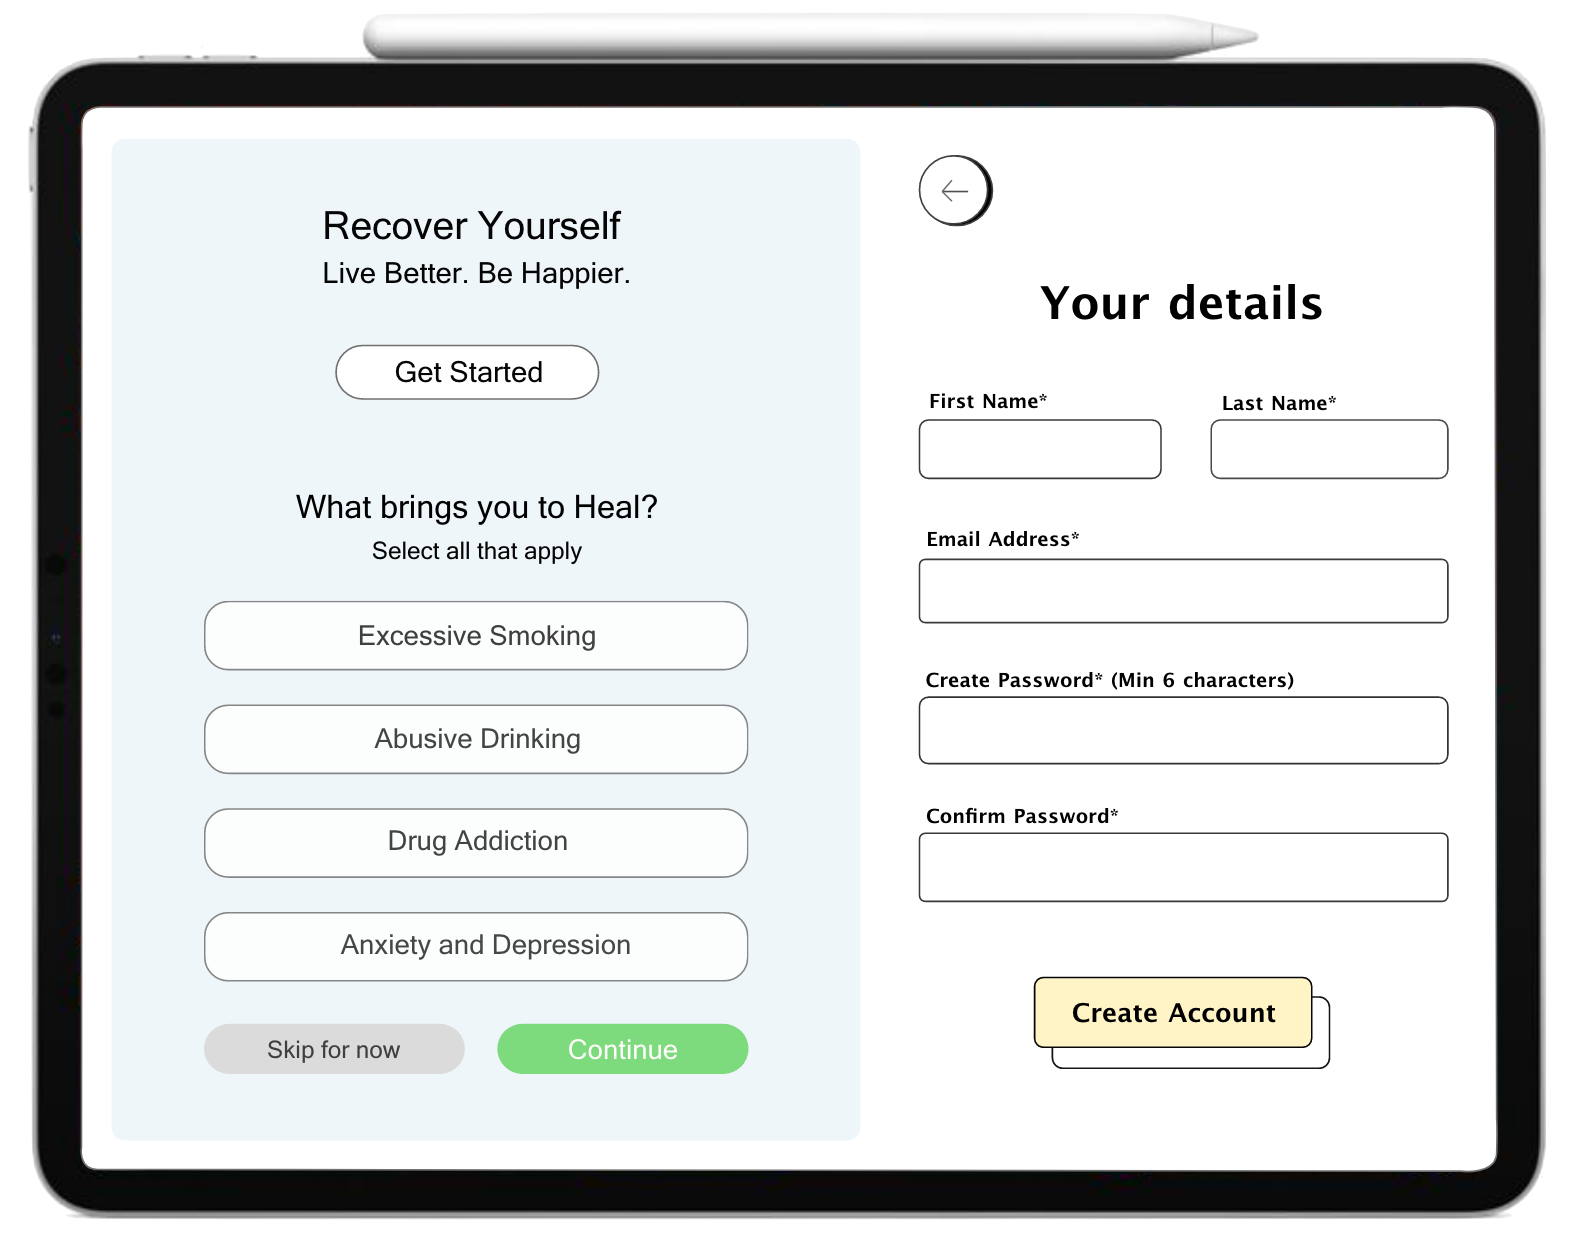 Recover Yourself
Live Better. Be Happier.
Get Started
What brings you to Heal?
Select all that apply
Excessive Smoking
Abusive Drinking
Drug Addiction
Anxiety and Depression
Skip for now
Continue
Your details
First Name*
Last Name*
Email Address*
Create Password* (Min 6 characters)
Confirm Password*
Create Account